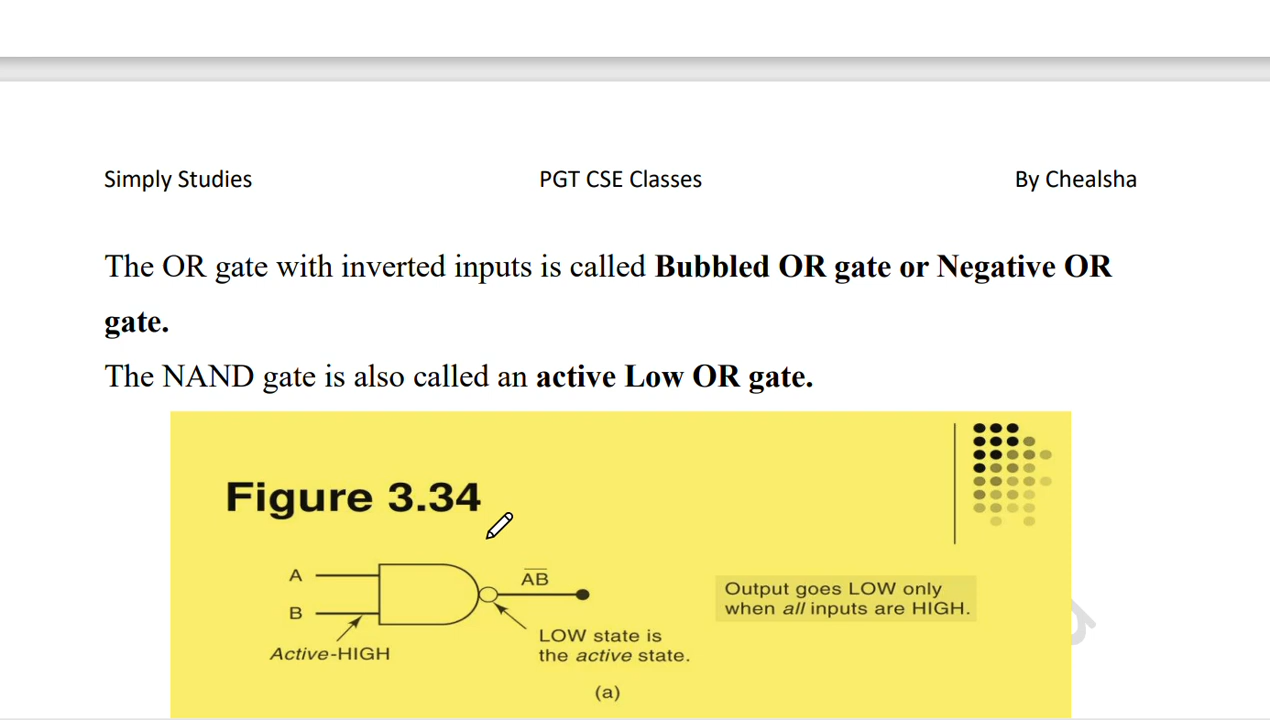 Simply Studies PGT CSE Classes By Chealsha
The OR gate with inverted inputs is called Bubbled OR gate or Negative OR
gate.
The NAND gate is also called an active Low OR gate.
Figure 3.34
A
B
Active-HIGH
A̅B̅
LOW state is
the active state.
Output goes LOW only
when all inputs are HIGH.
(a)